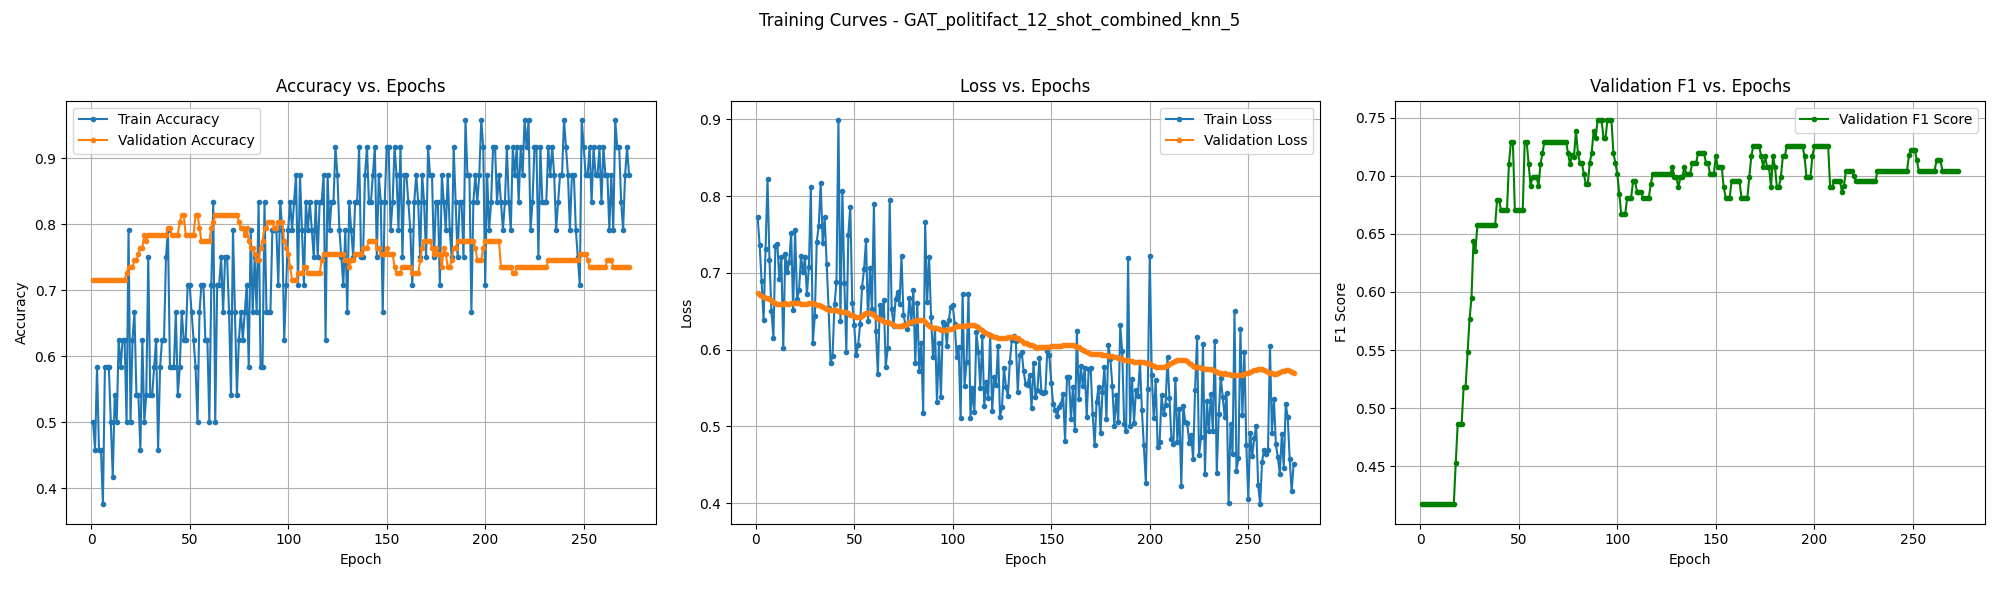 Training Curves - GAT_politifact_12_shot_combined_knn_5
Accuracy vs. Epochs
Train Accuracy
Validation Accuracy
Accuracy
0.9
0.8
0.7
0.6
0.5
0.4
0 50 100 150 200 250
Epoch
Loss vs. Epochs
Train Loss
Validation Loss
Loss
0.9
0.8
0.7
0.6
0.5
0.4
0 50 100 150 200 250
Epoch
Validation F1 vs. Epochs
Validation F1 Score
F1 Score
0.75
0.70
0.65
0.60
0.55
0.50
0.45
0 50 100 150 200 250
Epoch